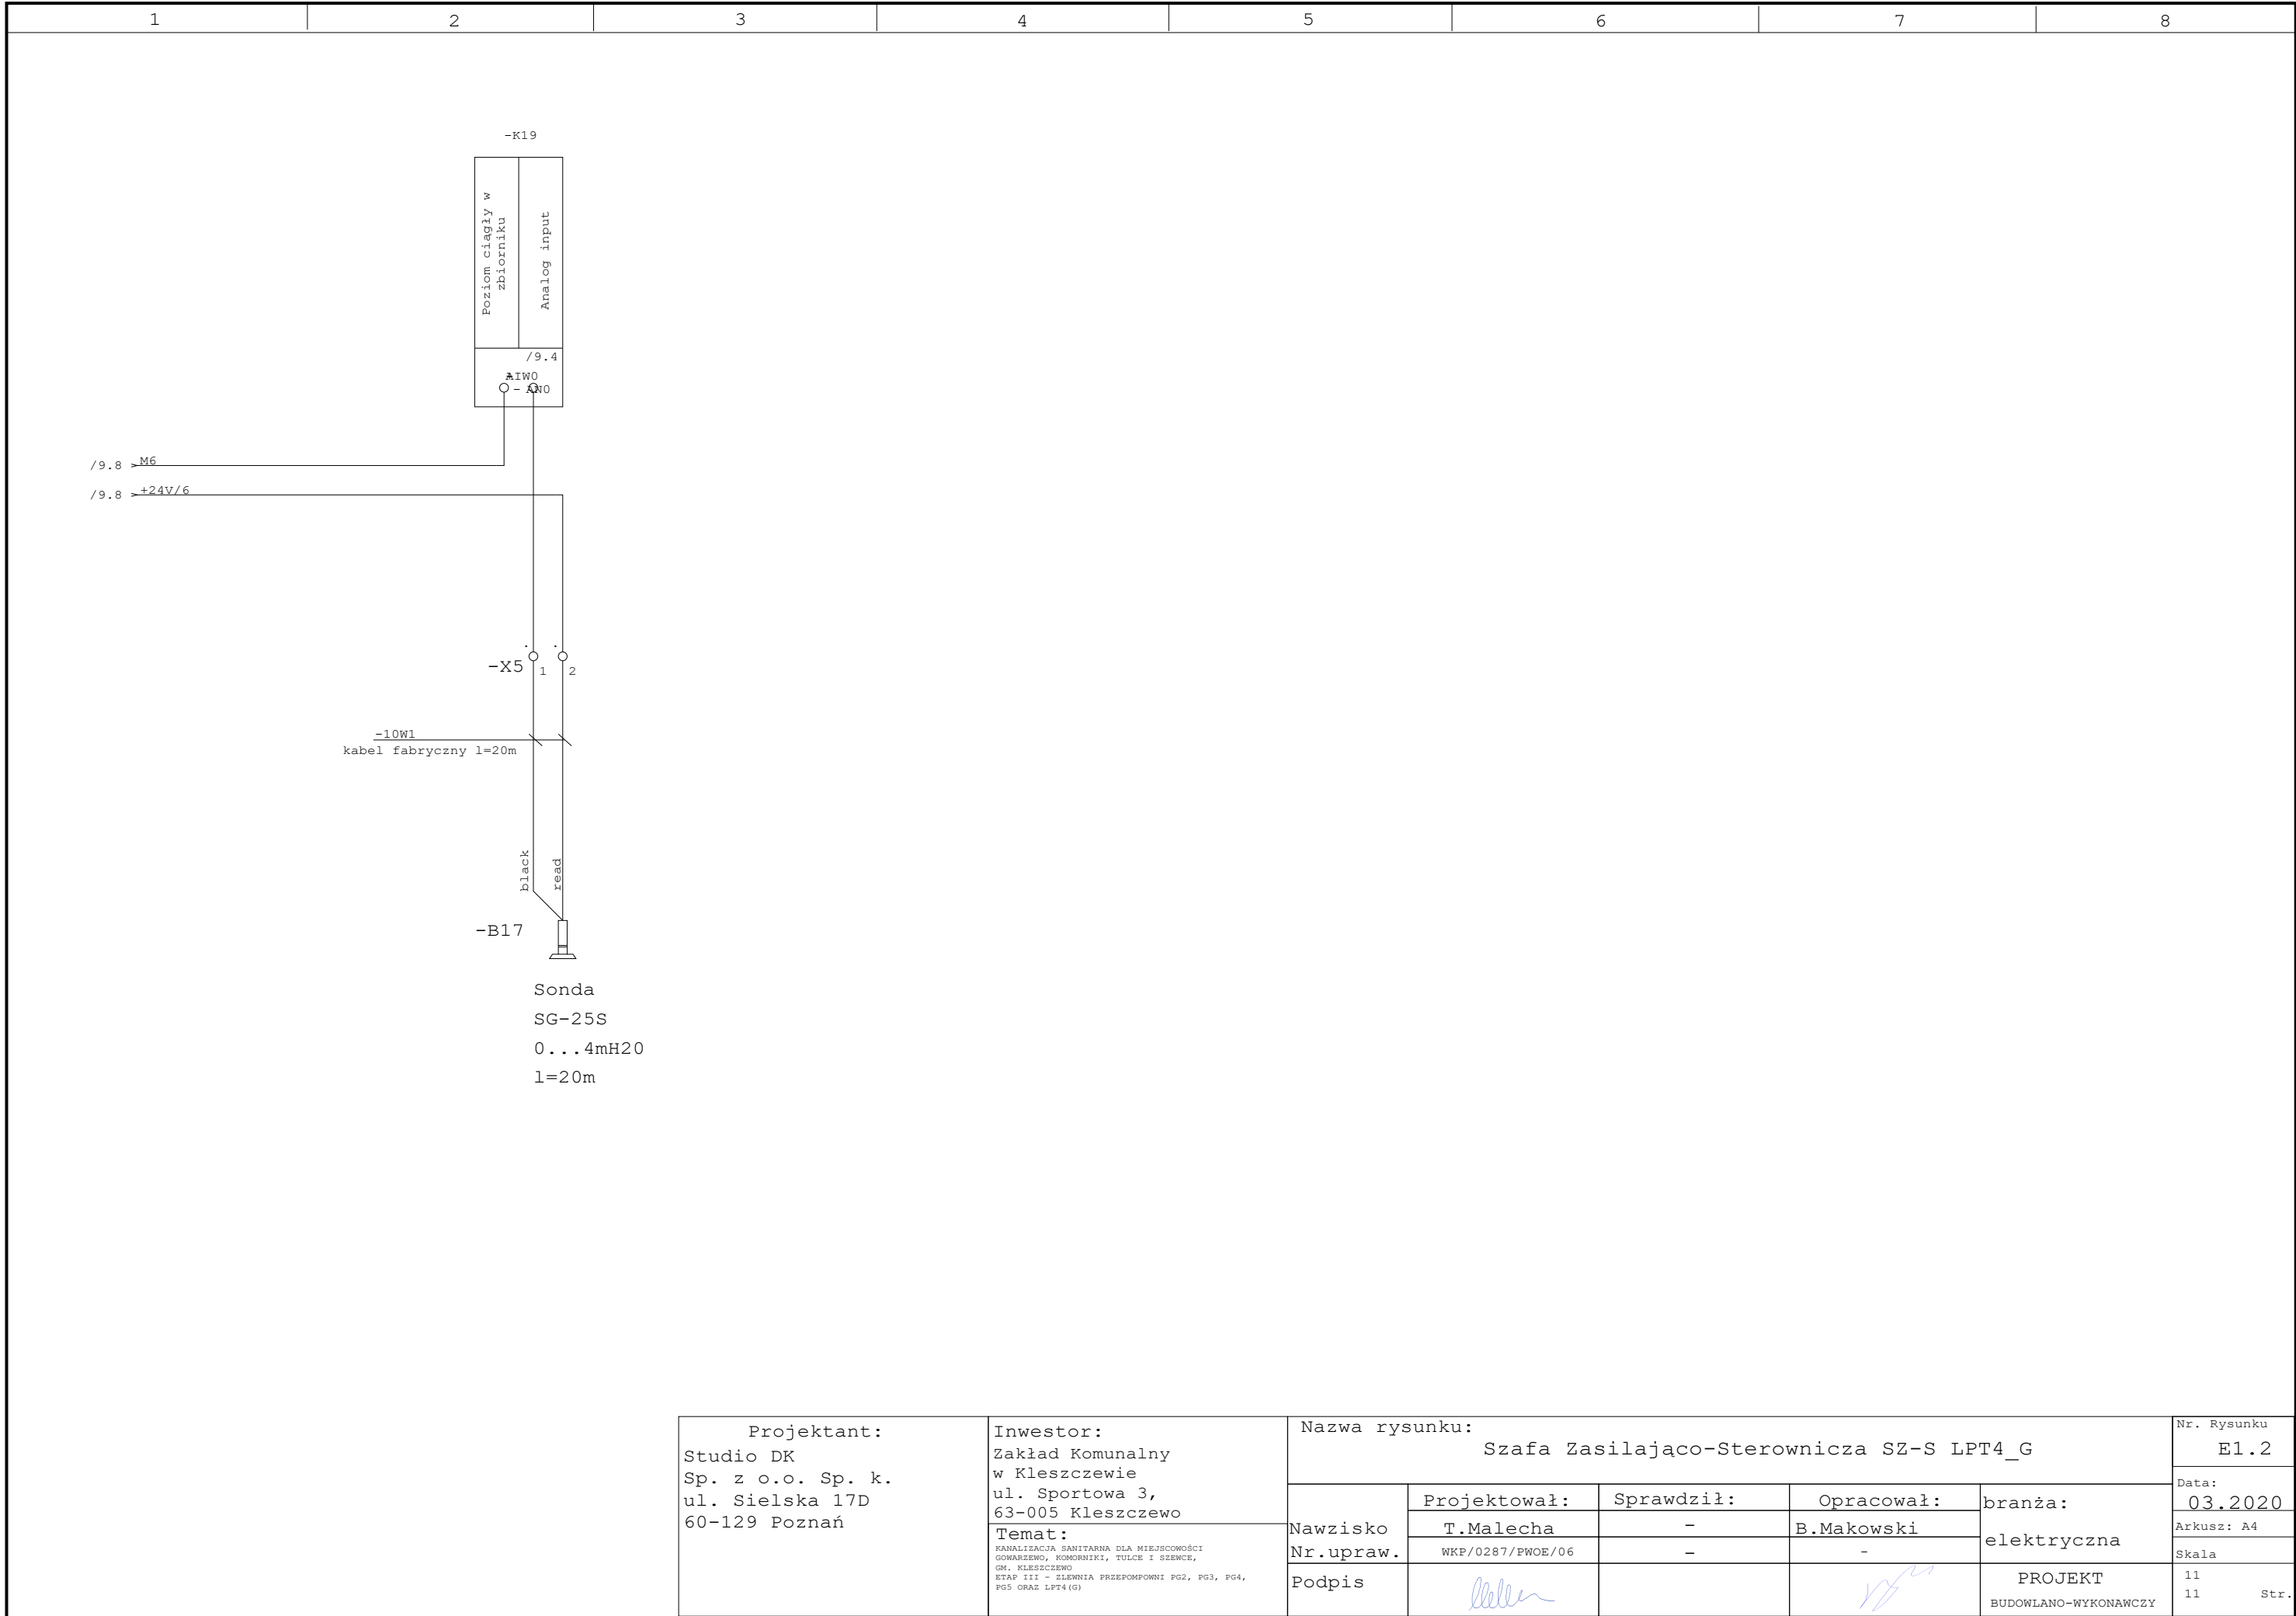 1 2 3 4 5 6 7 8
-K19
Poziom ciągły w
zbiorniku
Analog input
/9.4
AIW0
- AN0
/9.8 M6
/9.8 +24V/6
-X5 1 2
-10W1
kabel fabryczny l=20m
black
read
-B17
Sonda
SG-25S
0...4mH20
l=20m
Projektant:
Studio DK
Sp. z o.o. Sp. k.
ul. Sielska 17D
60-129 Poznań
Inwestor:
Zakład Komunalny
w Kleszczewie
ul. Sportowa 3,
63-005 Kleszczewo
Temat:
KANALIZACJA SANITARNA DLA MIEJSCOWOŚCI
GOWARZEWO, KOMORNIKI, TULCE I SZEWCE,
GM. KLESZCZEWO
ETAP III - ZLEWNIA PRZEPOMPOWNI PG2, PG3, PG4,
PG5 ORAZ LPT4(G)
Nazwa rysunku:
Szafa Zasilająco-Sterownicza SZ-S LPT4_G
Projektował: Sprawdził: Opracował:
Nawzisko T.Malecha - B.Makowski
Nr.upraw. WKP/0287/PWOE/06 - -
Podpis
branża:
elektryczna
PROJEKT
BUDOWLANO-WYKONAWCZY
Nr. Rysunku
E1.2
Data:
03.2020
Arkusz: A4
Skala
11
11 Str.